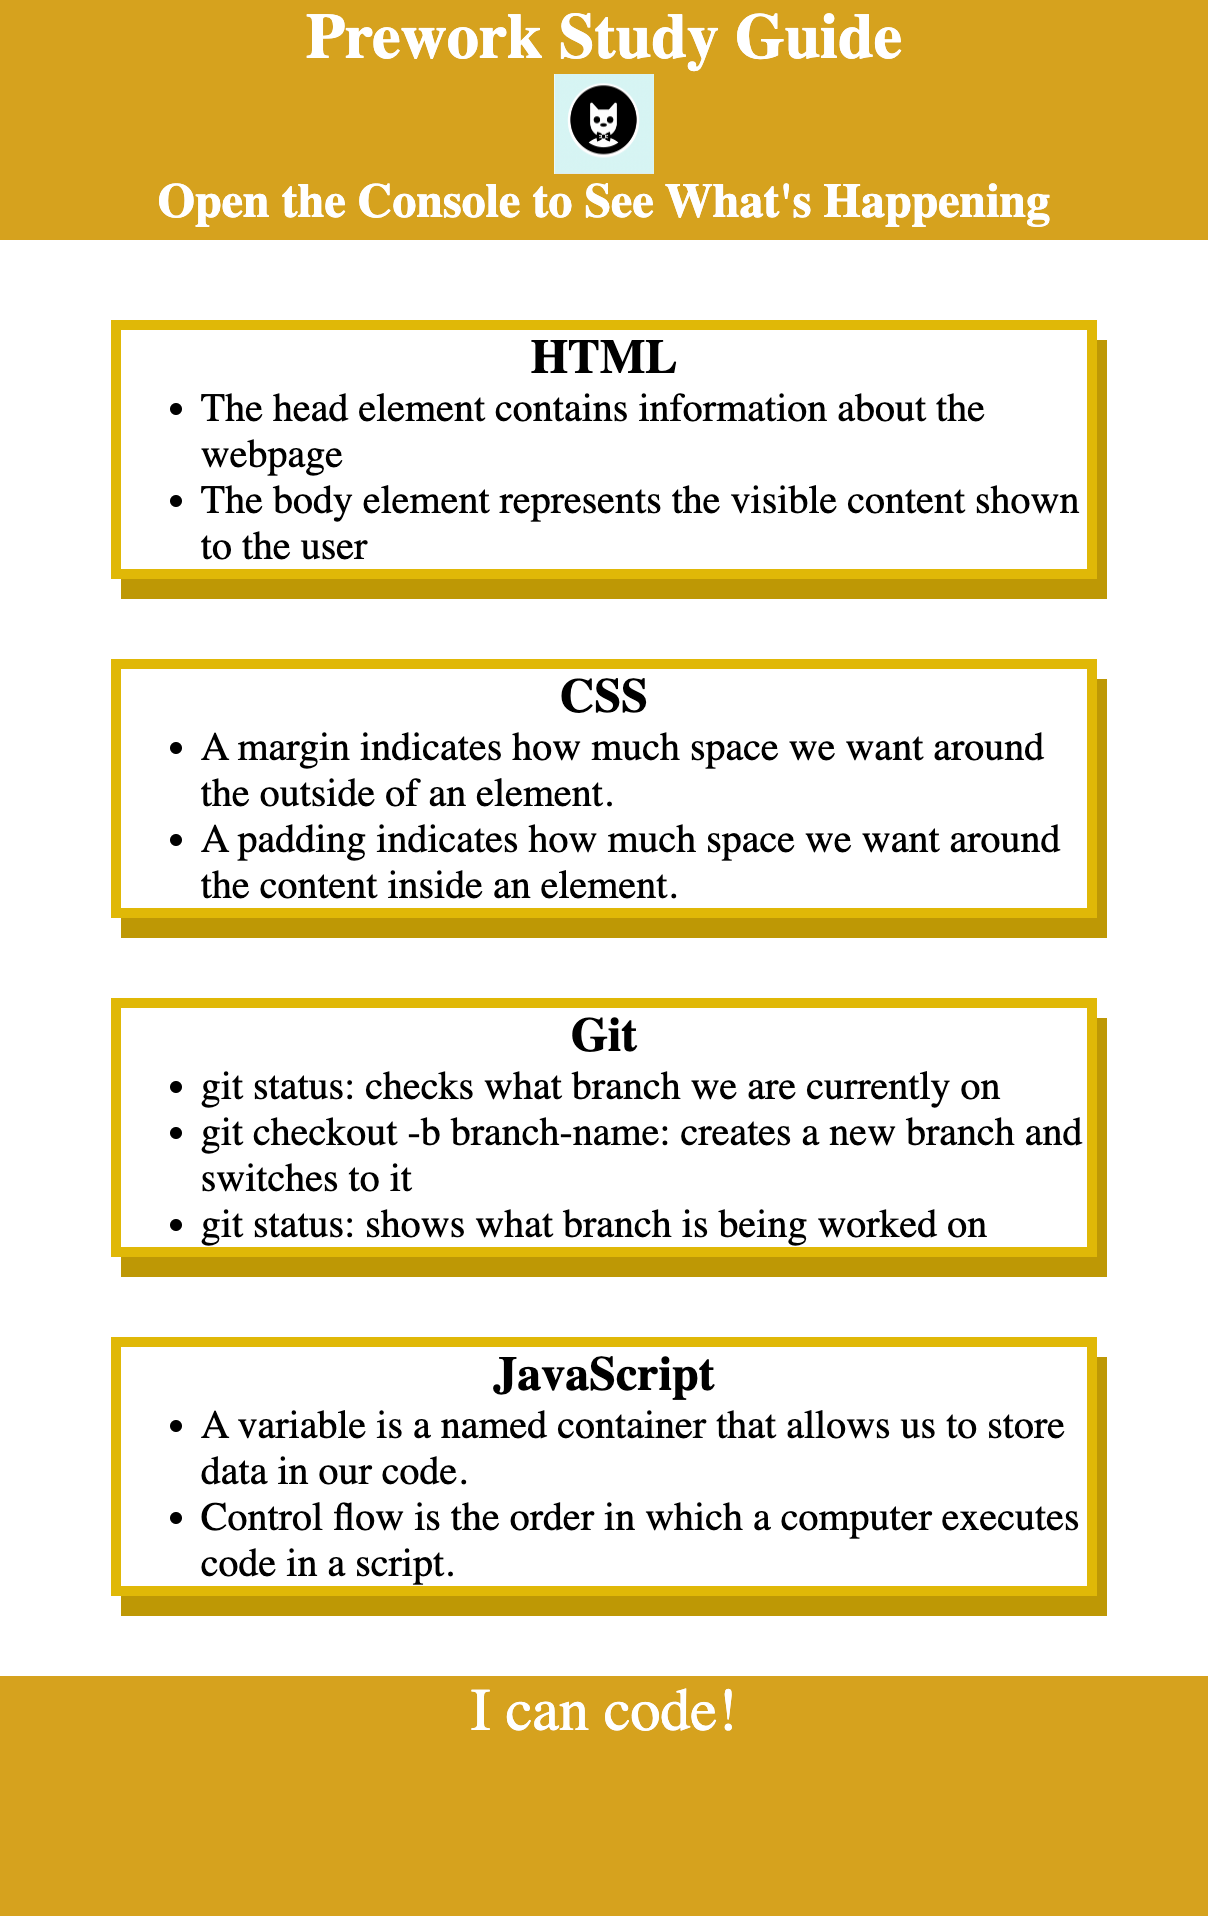 Prework Study Guide
Open the Console to See What's Happening
HTML
• The head element contains information about the
webpage
• The body element represents the visible content shown
to the user
CSS
• A margin indicates how much space we want around
the outside of an element.
• A padding indicates how much space we want around
the content inside an element.
Git
• git status: checks what branch we are currently on
• git checkout -b branch-name: creates a new branch and
switches to it
• git status: shows what branch is being worked on
JavaScript
• A variable is a named container that allows us to store
data in our code.
• Control flow is the order in which a computer executes
code in a script.
I can code!